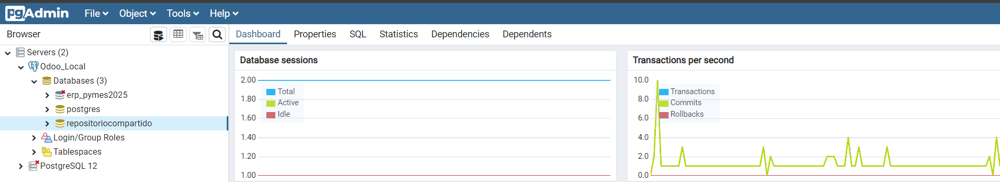 pgAdmin File Object Tools Help
Browser
Dashboard Properties SQL Statistics Dependencies Dependents
Servers (2)
Odoo_Local
Databases (3)
erp_pymes2025
postgres
repositoriocompartido
Login/Group Roles
Tablespaces
PostgreSQL 12
Database sessions
2.00
1.80
1.60
1.40
1.20
1.00
Total
Active
Idle
Transactions per second
10.0
8.0
6.0
4.0
2.0
0.0
Transactions
Commits
Rollbacks